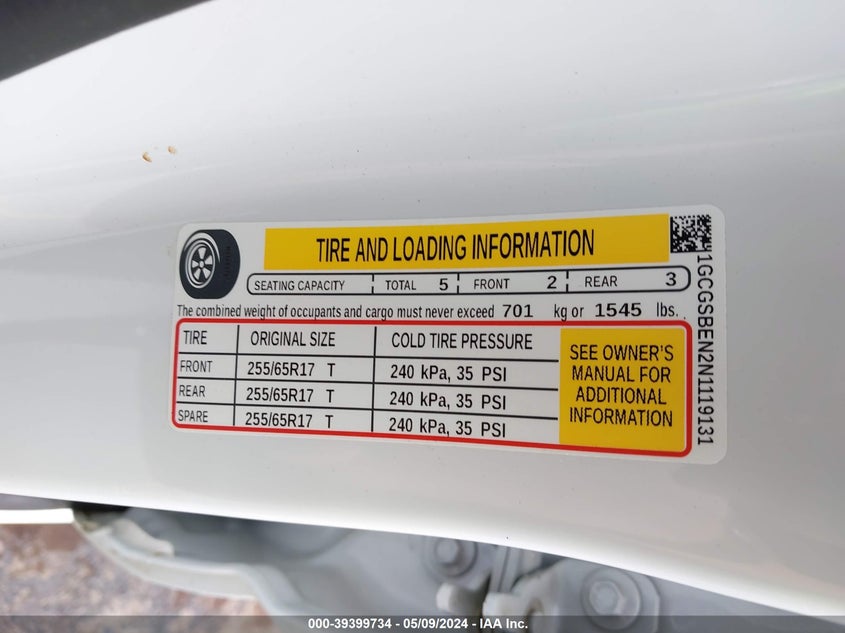 TIRE AND LOADING INFORMATION
SEATING CAPACITY TOTAL 5 FRONT 2 REAR 3
The combined weight of occupants and cargo must never exceed 701 kg or 1545 lbs.
TIRE ORIGINAL SIZE COLD TIRE PRESSURE
FRONT 255/65R17 T 240 kPa, 35 PSI
REAR 255/65R17 T 240 kPa, 35 PSI
SPARE 255/65R17 T 240 kPa, 35 PSI
SEE OWNER'S
MANUAL FOR
ADDITIONAL
INFORMATION
1GCGSBEN2N1119131
000-39399734 - 05/09/2024 - IAA Inc.